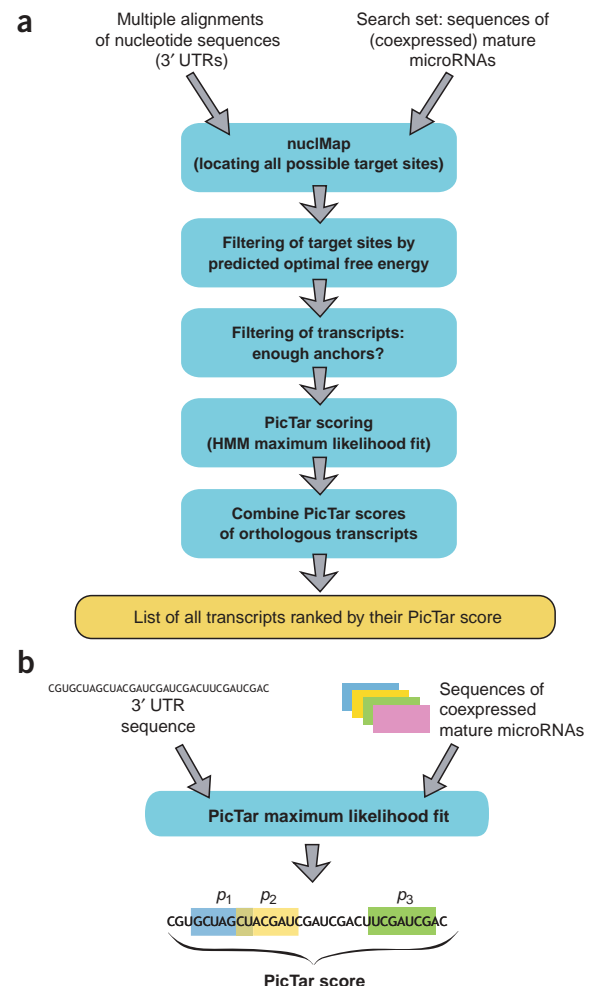 a
Multiple alignments
of nucleotide sequences
(3′ UTRs)
Search set: sequences of
(coexpressed) mature
microRNAs
nuclMap
(locating all possible target sites)
Filtering of target sites by
predicted optimal free energy
Filtering of transcripts:
enough anchors?
PicTar scoring
(HMM maximum likelihood fit)
Combine PicTar scores
of orthologous transcripts
List of all transcripts ranked by their PicTar score
b
CGUGCUAGCUACGAUCGAUCGACUUCGAUCGAC
3′ UTR
sequence
Sequences of
coexpressed
mature microRNAs
PicTar maximum likelihood fit
p1 p2 p3
CGUGCUAGCUACGAUCGAUCGACUUCGAUCGAC
PicTar score